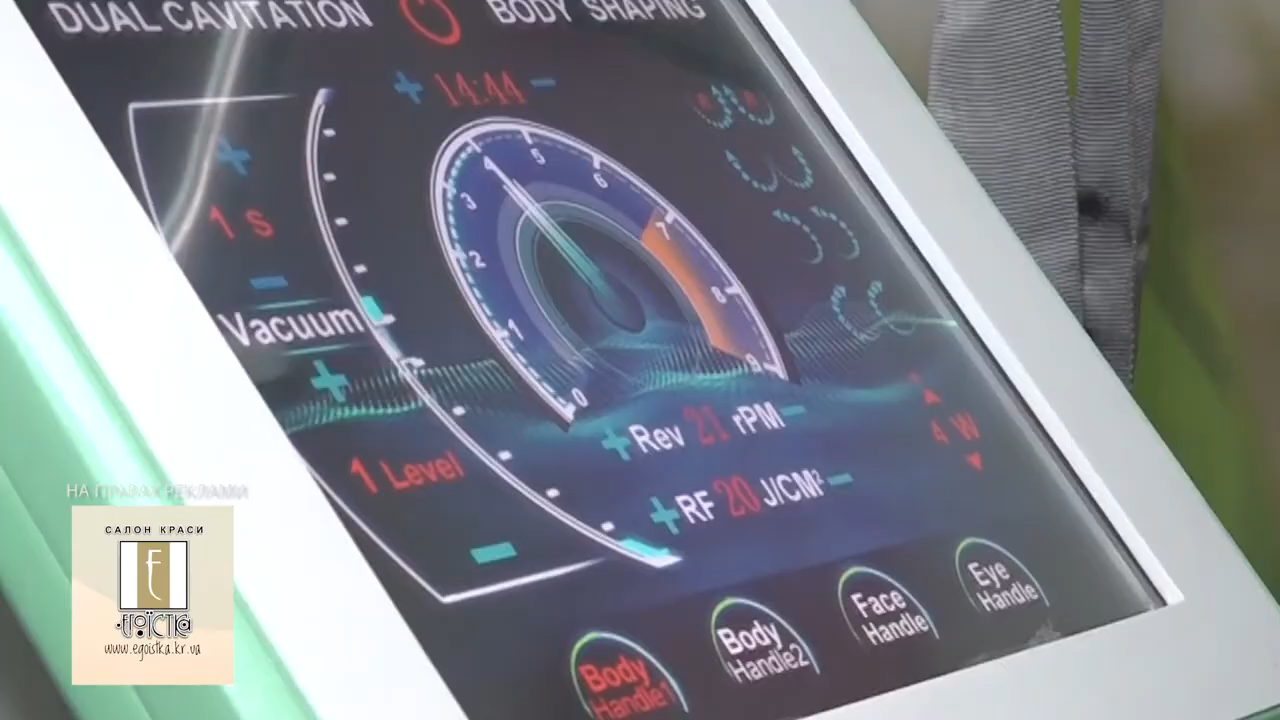 DUAL CAVITATION
BODY SHAPING
14:44
1 s
Vacuum
1 Level
0
1
2
3
4
5
6
7
8
9
Rev 21 rPM
RF 20 J/CM²
4 W
Body
Handle1
Body
Handle2
Face
Handle
Eye
Handle
НА ПРАВАХ РЕКЛАМИ
САЛОН КРАСИ
ЕГОЇСТКА
www.egoistka.kr.ua